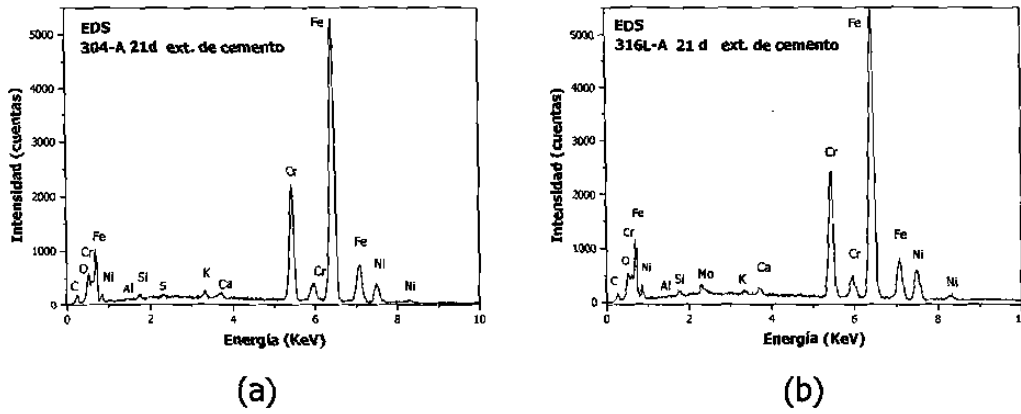 EDS
304-A 21d ext. de cemento
Intensidad (cuentas)
5000
4000
3000
2000
1000
0
C
O
Cr
Fe
Ni
Al
Si
S
K
Ca
Cr
Cr
Fe
Fe
Ni
Ni
0 2 4 6 8 10
Energía (KeV)
(a)
EDS
316L-A 21 d ext. de cemento
Intensidad (cuentas)
5000
4000
3000
2000
1000
0
C
O
Cr
Fe
Ni
Al
Si
Mo
K
Ca
Cr
Cr
Fe
Fe
Ni
Ni
0 2 4 6 8 1
Energía (KeV)
(b)